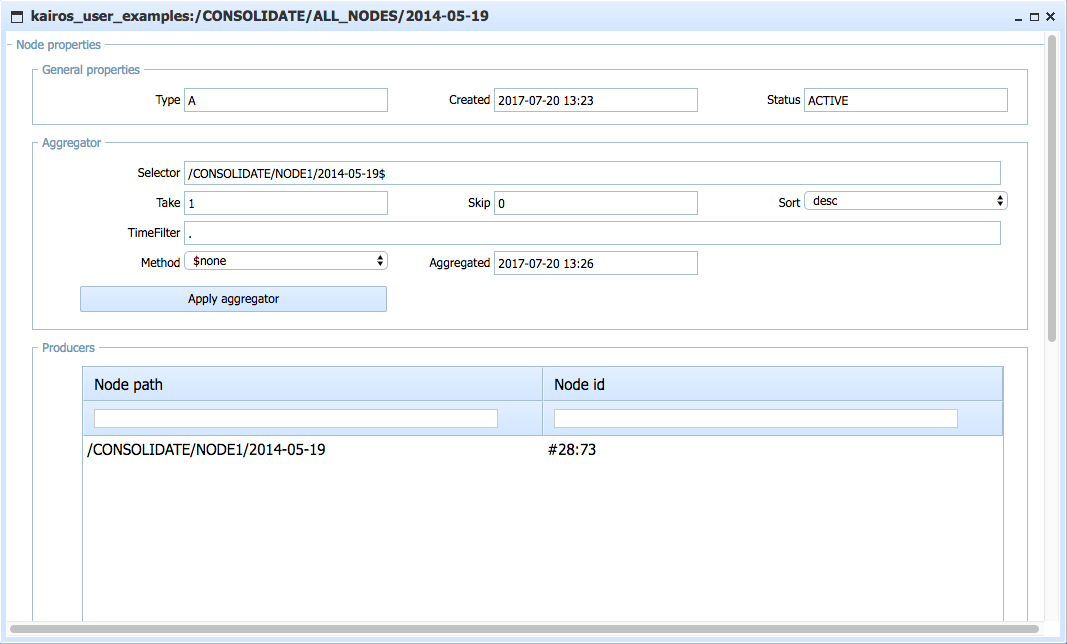 kairos_user_examples:/CONSOLIDATE/ALL_NODES/2014-05-19
Node properties
General properties
Type A Created 2017-07-20 13:23 Status ACTIVE
Aggregator
Selector /CONSOLIDATE/NODE1/2014-05-19$
Take 1 Skip 0 Sort desc
TimeFilter .
Method $none Aggregated 2017-07-20 13:26
Apply aggregator
Producers
Node path Node id
/CONSOLIDATE/NODE1/2014-05-19 #28:73